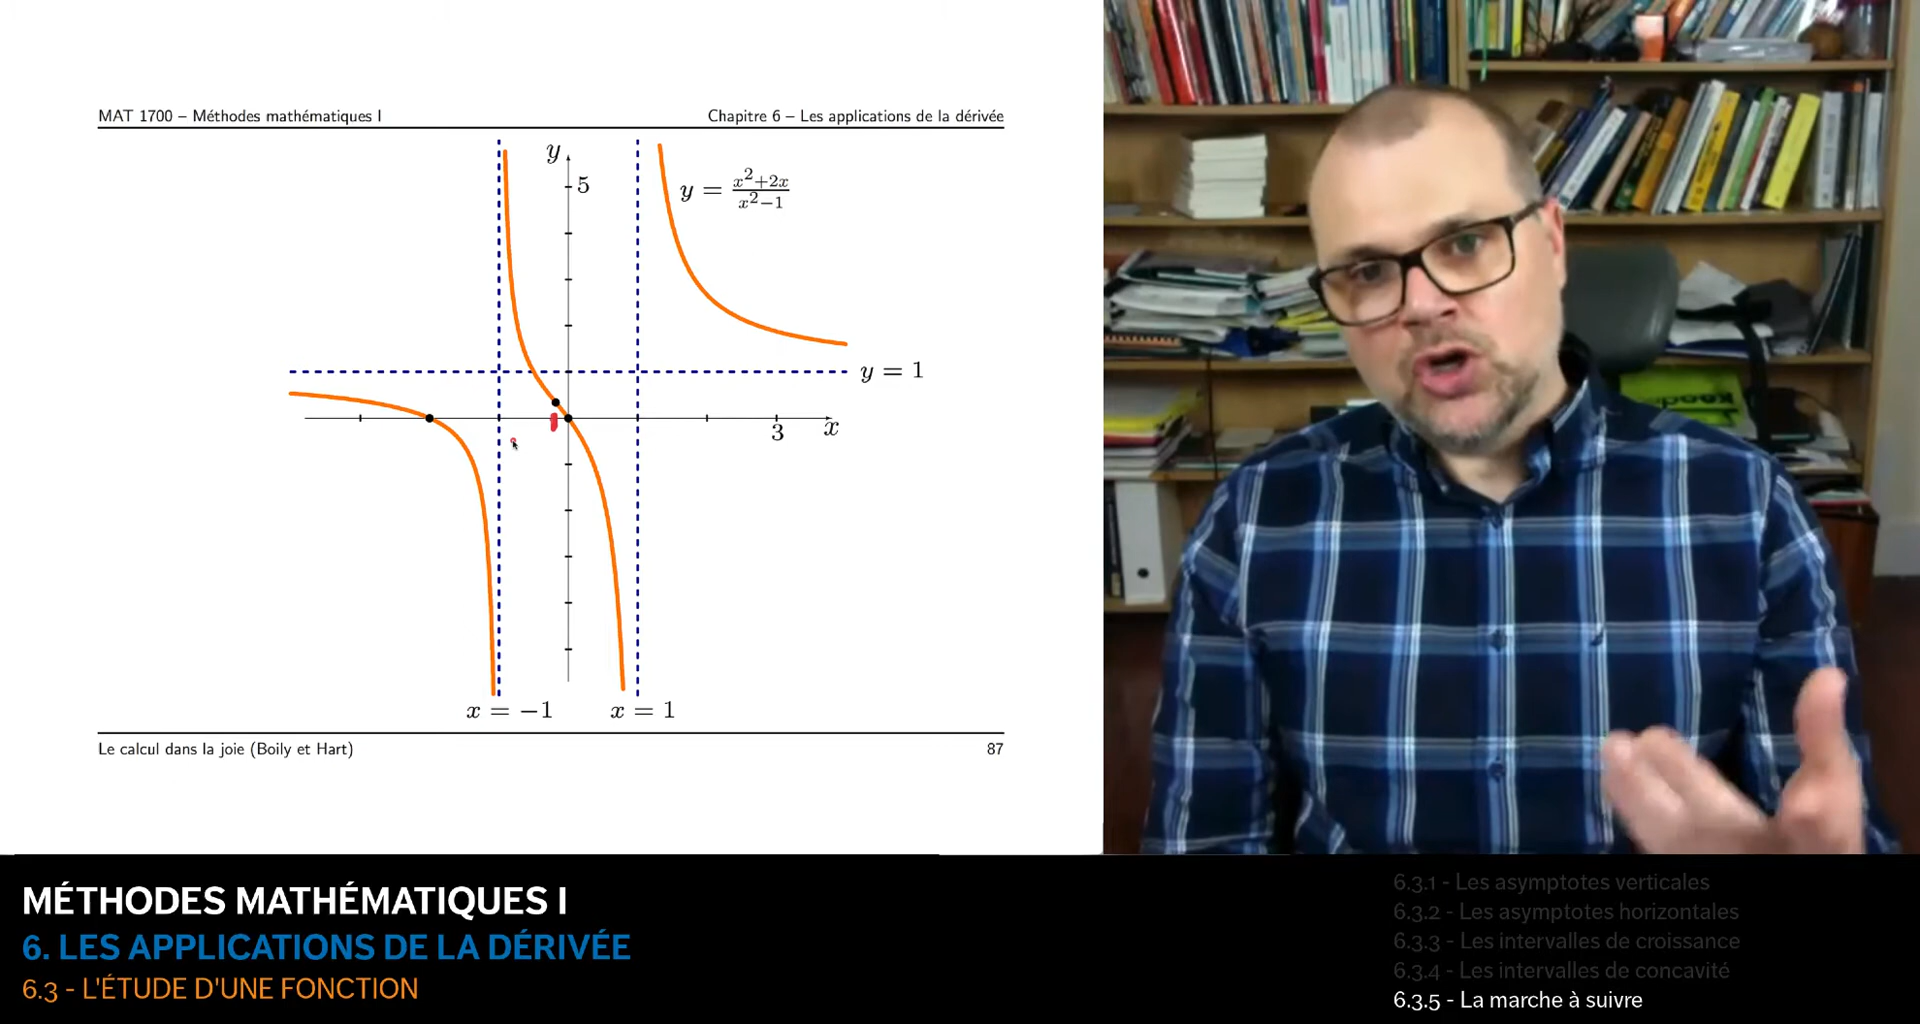 MAT 1700 – Méthodes mathématiques I
Chapitre 6 – Les applications de la dérivée
y
5
y = x²+2x / x²−1
y = 1
3
x
x = −1
x = 1
Le calcul dans la joie (Boily et Hart)
87
MÉTHODES MATHÉMATIQUES I
6. LES APPLICATIONS DE LA DÉRIVÉE
6.3 - L'ÉTUDE D'UNE FONCTION
6.3.1 - Les asymptotes verticales
6.3.2 - Les asymptotes horizontales
6.3.3 - Les intervalles de croissance
6.3.4 - Les intervalles de concavité
6.3.5 - La marche à suivre